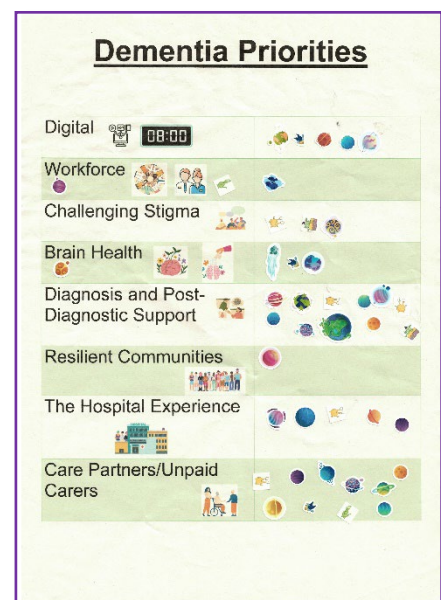 Dementia Priorities
Digital
08:00
Workforce
Challenging Stigma
Brain Health
Diagnosis and Post-
Diagnostic Support
Resilient Communities
The Hospital Experience
Care Partners/Unpaid
Carers